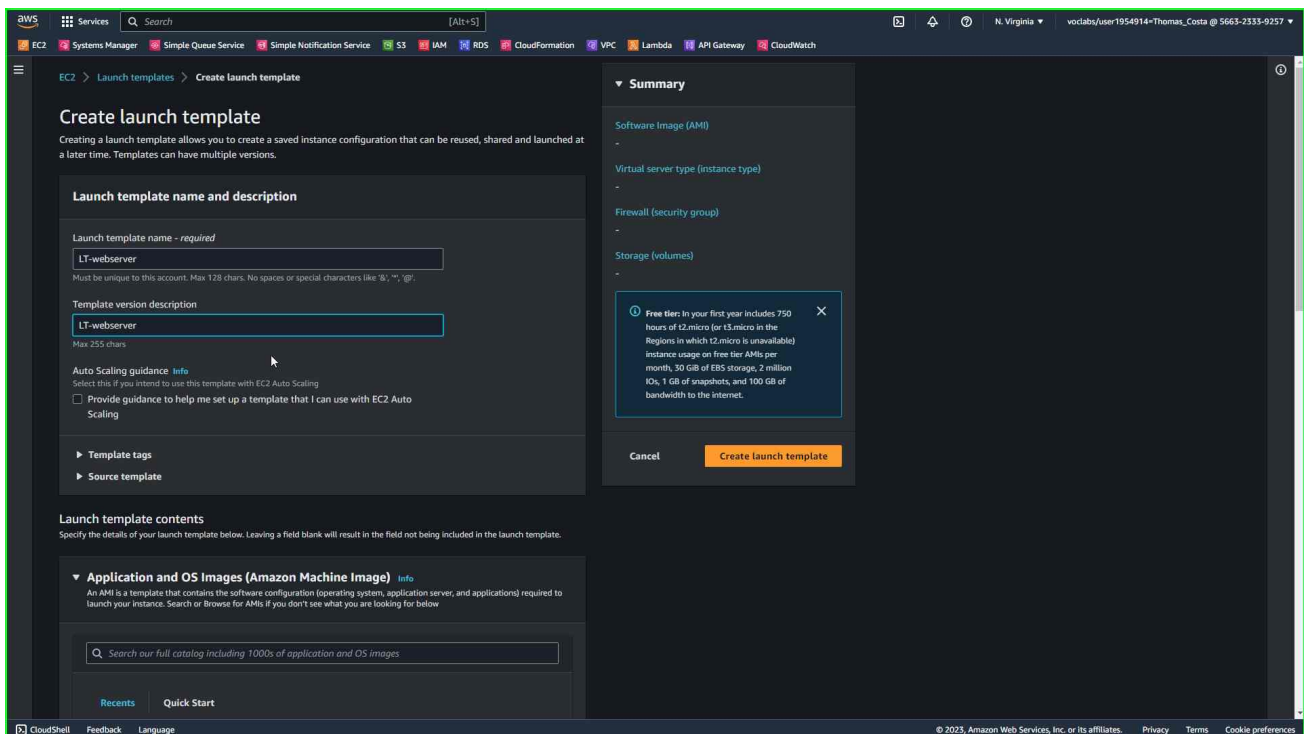 aws
Services
Search
[Alt+S]
N. Virginia ▼
voclabs/user1954914=Thomas_Costa @ 5663-2333-9257 ▼
EC2
Systems Manager
Simple Queue Service
Simple Notification Service
S3
IAM
RDS
CloudFormation
VPC
Lambda
API Gateway
CloudWatch
EC2 > Launch templates > Create launch template
Create launch template
Creating a launch template allows you to create a saved instance configuration that can be reused, shared and launched at
a later time. Templates can have multiple versions.
Launch template name and description
Launch template name - required
LT-webserver
Must be unique to this account. Max 128 chars. No spaces or special characters like '&', '*', '@'.
Template version description
LT-webserver
Max 255 chars
Auto Scaling guidance Info
Select this if you intend to use this template with EC2 Auto Scaling
Provide guidance to help me set up a template that I can use with EC2 Auto
Scaling
▶ Template tags
▶ Source template
Launch template contents
Specify the details of your launch template below. Leaving a field blank will result in the field not being included in the launch template.
▼ Application and OS Images (Amazon Machine Image) Info
An AMI is a template that contains the software configuration (operating system, application server, and applications) required to
launch your instance. Search or Browse for AMIs if you don't see what you are looking for below
Search our full catalog including 1000s of application and OS images
Recents
Quick Start
▼ Summary
Software Image (AMI)
-
Virtual server type (instance type)
-
Firewall (security group)
-
Storage (volumes)
-
Free tier: In your first year includes 750
hours of t2.micro (or t3.micro in the
Regions in which t2.micro is unavailable)
instance usage on free tier AMIs per
month, 30 GiB of EBS storage, 2 million
IOs, 1 GB of snapshots, and 100 GB of
bandwidth to the internet.
Cancel
Create launch template
CloudShell
Feedback
Language
© 2023, Amazon Web Services, Inc. or its affiliates.
Privacy
Terms
Cookie preferences